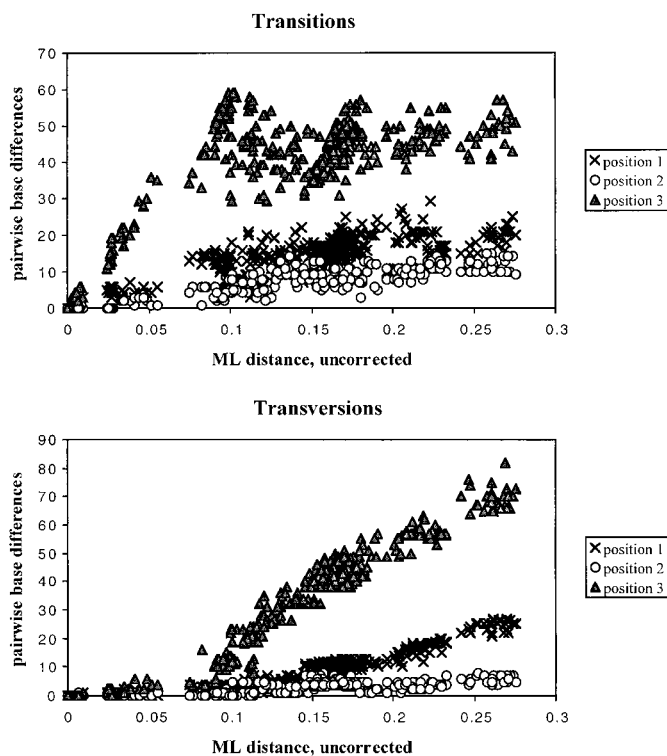 Transitions
70
60
50
40
30
20
10
0
pairwise base differences
0 0.05 0.1 0.15 0.2 0.25 0.3
ML distance, uncorrected
position 1
position 2
position 3
Transversions
90
80
70
60
50
40
30
20
10
0
pairwise base differences
0 0.05 0.1 0.15 0.2 0.25 0.3
ML distance, uncorrected
position 1
position 2
position 3